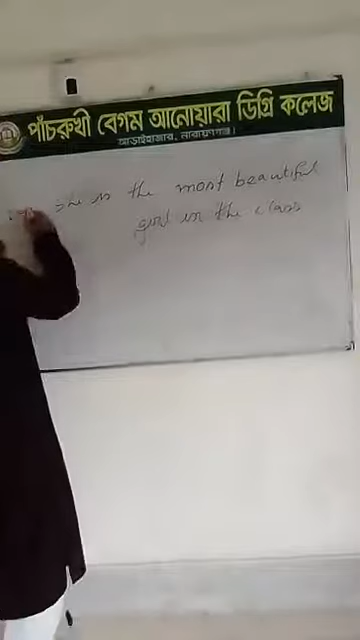 পাঁচরুখী বেগম আনোয়ারা ডিগ্রি কলেজ
আড়াইহাজার, নারায়ণগঞ্জ।
she is the most beautiful
girl in the class